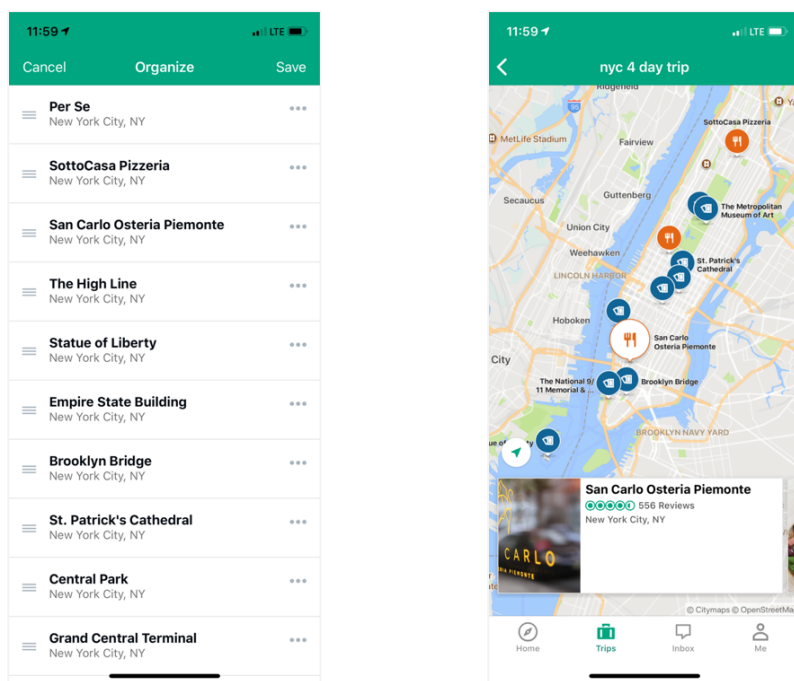 11:59
LTE
Cancel
Organize
Save
Per Se
New York City, NY
SottoCasa Pizzeria
New York City, NY
San Carlo Osteria Piemonte
New York City, NY
The High Line
New York City, NY
Statue of Liberty
New York City, NY
Empire State Building
New York City, NY
Brooklyn Bridge
New York City, NY
St. Patrick's Cathedral
New York City, NY
Central Park
New York City, NY
Grand Central Terminal
New York City, NY
11:59
LTE
nyc 4 day trip
Ridgefield
95
SottoCasa Pizzeria
MetLife Stadium
Fairview
Secaucus
Guttenberg
The Metropolitan
Museum of Art
Union City
Weehawken
St. Patrick's
Cathedral
LINCOLN HARBOR
Hoboken
San Carlo
Osteria Piemonte
City
The National 9/
11 Memorial & ...
Brooklyn Bridge
BROOKLYN NAVY YARD
CARLO
PIEMONTE
San Carlo Osteria Piemonte
556 Reviews
New York City, NY
© Citymaps © OpenStreetMa
Home
Trips
Inbox
Me